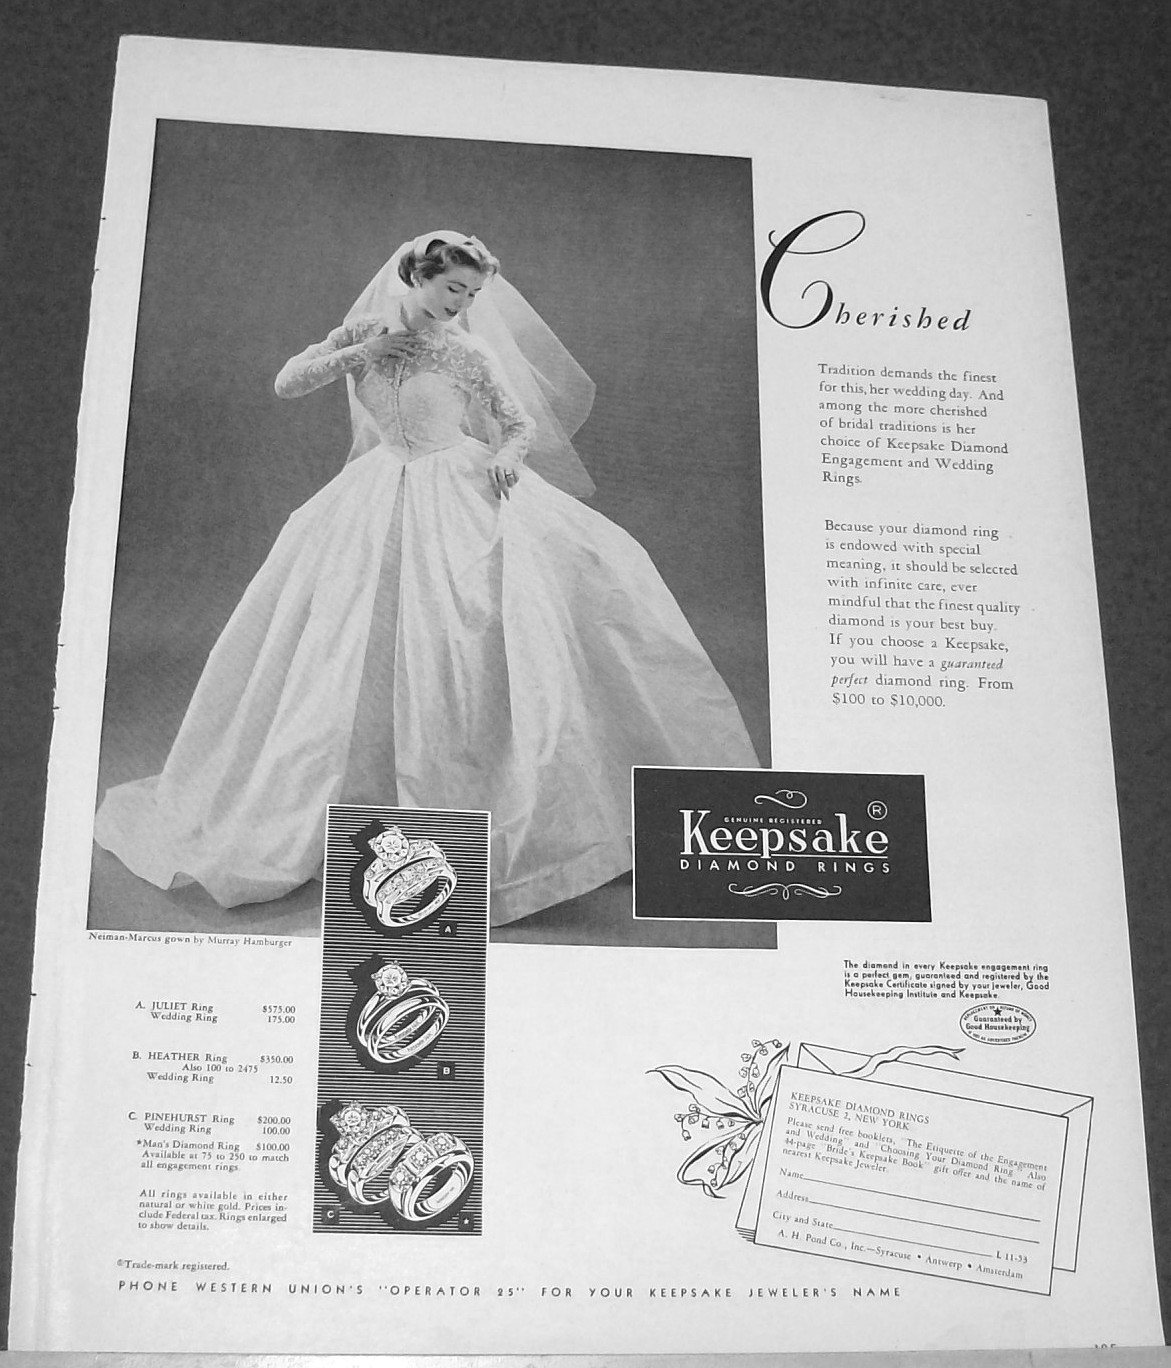 Cherished
Tradition demands the finest
for this, her wedding day. And
among the more cherished
of bridal traditions is her
choice of Keepsake Diamond
Engagement and Wedding
Rings.
Because your diamond ring
is endowed with special
meaning, it should be selected
with infinite care, ever
mindful that the finest quality
diamond is your best buy.
If you choose a Keepsake,
you will have a guaranteed
perfect diamond ring. From
$100 to $10,000.
GENUINE REGISTERED
Keepsake ®
DIAMOND RINGS
Neiman-Marcus gown by Murray Hamburger
A
B
C
*
A. JULIET Ring $575.00
Wedding Ring 175.00
B. HEATHER Ring $350.00
Also 100 to 2475
Wedding Ring 12.50
C. PINEHURST Ring $200.00
Wedding Ring 100.00
*Man's Diamond Ring $100.00
Available at 75 to 250 to match
all engagement rings.
All rings available in either
natural or white gold. Prices in-
clude Federal tax. Rings enlarged
to show details.
®Trade-mark registered.
The diamond in every Keepsake engagement ring
is a perfect gem, guaranteed and registered by the
Keepsake Certificate signed by your jeweler, Good
Housekeeping Institute and Keepsake.
Guaranteed by
Good Housekeeping
KEEPSAKE DIAMOND RINGS
SYRACUSE 2, NEW YORK
Please send free booklets, "The Etiquette of the Engagement
and Wedding" and "Choosing Your Diamond Ring." Also
44-page "Bride's Keepsake Book" gift offer and the name of
nearest Keepsake Jeweler.
Name
Address
City and State
L 11-53
A. H. Pond Co., Inc.—Syracuse • Antwerp • Amsterdam
PHONE WESTERN UNION'S "OPERATOR 25" FOR YOUR KEEPSAKE JEWELER'S NAME